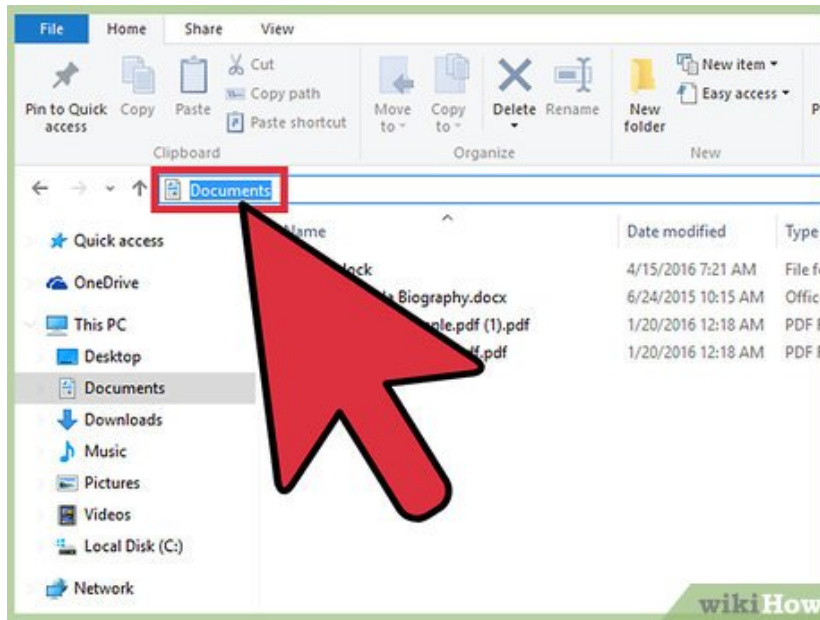 File Home Share View
Pin to Quick access
Copy
Paste
Cut
Copy path
Paste shortcut
Move to
Copy to
Delete
Rename
New folder
New item
Easy access
Clipboard Organize New
Documents
Name Date modified Type
4/15/2016 7:21 AM File
Biography.docx 6/24/2015 10:15 AM
(1).pdf 1/20/2016 12:18 AM PDF
.pdf 1/20/2016 12:18 AM PDF
Quick access
OneDrive
This PC
Desktop
Documents
Downloads
Music
Pictures
Videos
Local Disk (C:)
Network
wikiHow